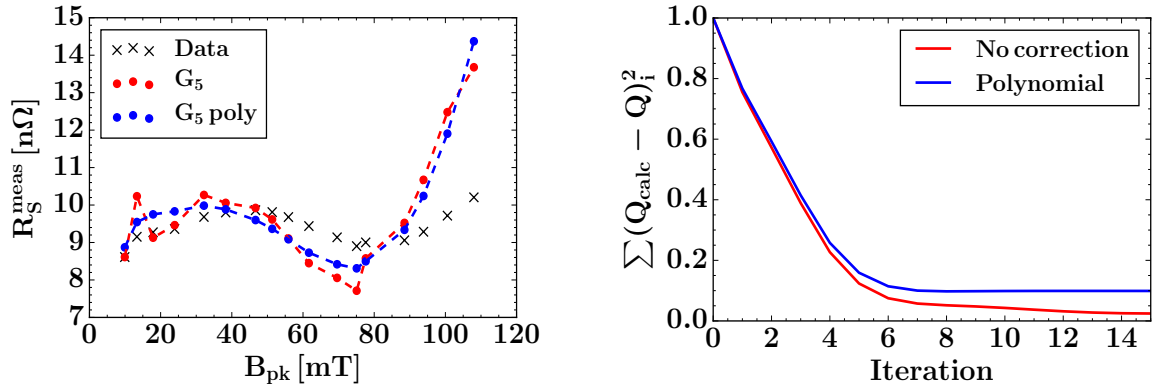 R_S^meas [nΩ]
15
14
13
12
11
10
9
8
7
Data
G_5
G_5 poly
0 20 40 60 80 100 120
B_pk [mT]
∑(Q_calc − Q)_i^2
1.0
0.8
0.6
0.4
0.2
0.0
No correction
Polynomial
0 2 4 6 8 10 12 14
Iteration